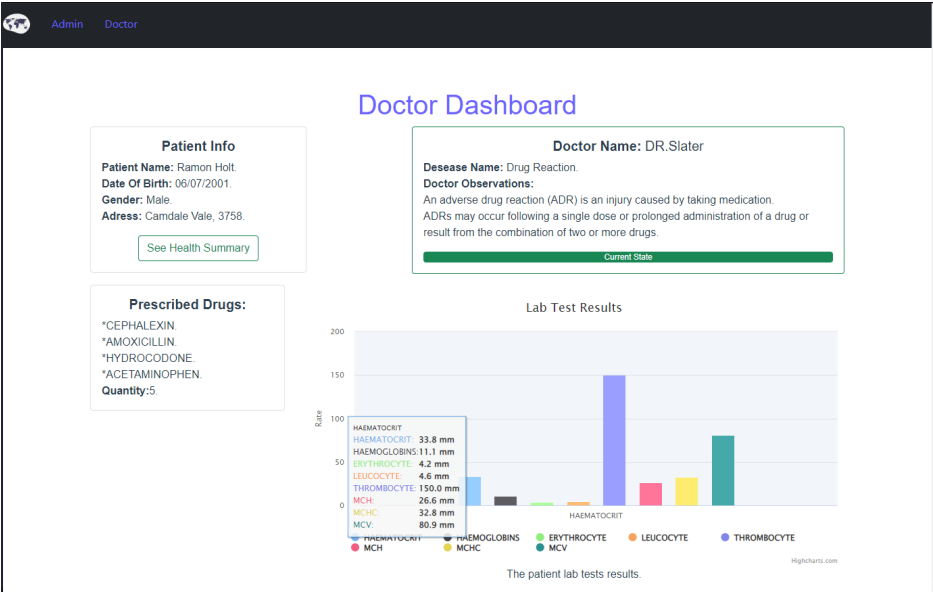 Admin Doctor
Doctor Dashboard
Patient Info
Patient Name: Ramon Holt.
Date Of Birth: 06/07/2001.
Gender: Male.
Adress: Camdale Vale, 3758.
See Health Summary
Doctor Name: DR.Slater
Desease Name: Drug Reaction.
Doctor Observations:
An adverse drug reaction (ADR) is an injury caused by taking medication.
ADRs may occur following a single dose or prolonged administration of a drug or
result from the combination of two or more drugs.
Current State
Prescribed Drugs:
*CEPHALEXIN.
*AMOXICILLIN.
*HYDROCODONE.
*ACETAMINOPHEN.
Quantity:5.
Lab Test Results
200
150
100
50
0
Rate
HAEMATOCRIT
HAEMATOCRIT: 33.8 mm
HAEMOGLOBINS:11.1 mm
ERYTHROCYTE: 4.2 mm
LEUCOCYTE: 4.6 mm
THROMBOCYTE: 150.0 mm
MCH: 26.6 mm
MCHC: 32.8 mm
MCV: 80.9 mm
HAEMATOCRIT
HAEMATOCRIT HAEMOGLOBINS ERYTHROCYTE LEUCOCYTE THROMBOCYTE
MCH MCHC MCV
Highcharts.com
The patient lab tests results.